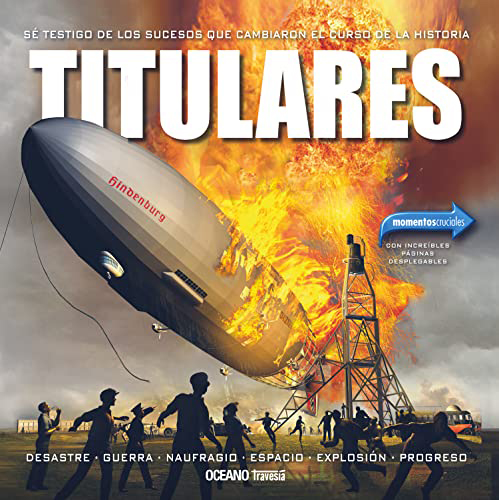 SÉ TESTIGO DE LOS SUCESOS QUE CAMBIARON EL CURSO DE LA HISTORIA
TITULARES
Hindenburg
momentoscruciales
CON INCREÍBLES
PÁGINAS
DESPLEGABLES
DESASTRE · GUERRA · NAUFRAGIO · ESPACIO · EXPLOSIÓN · PROGRESO
OCEANO travesía